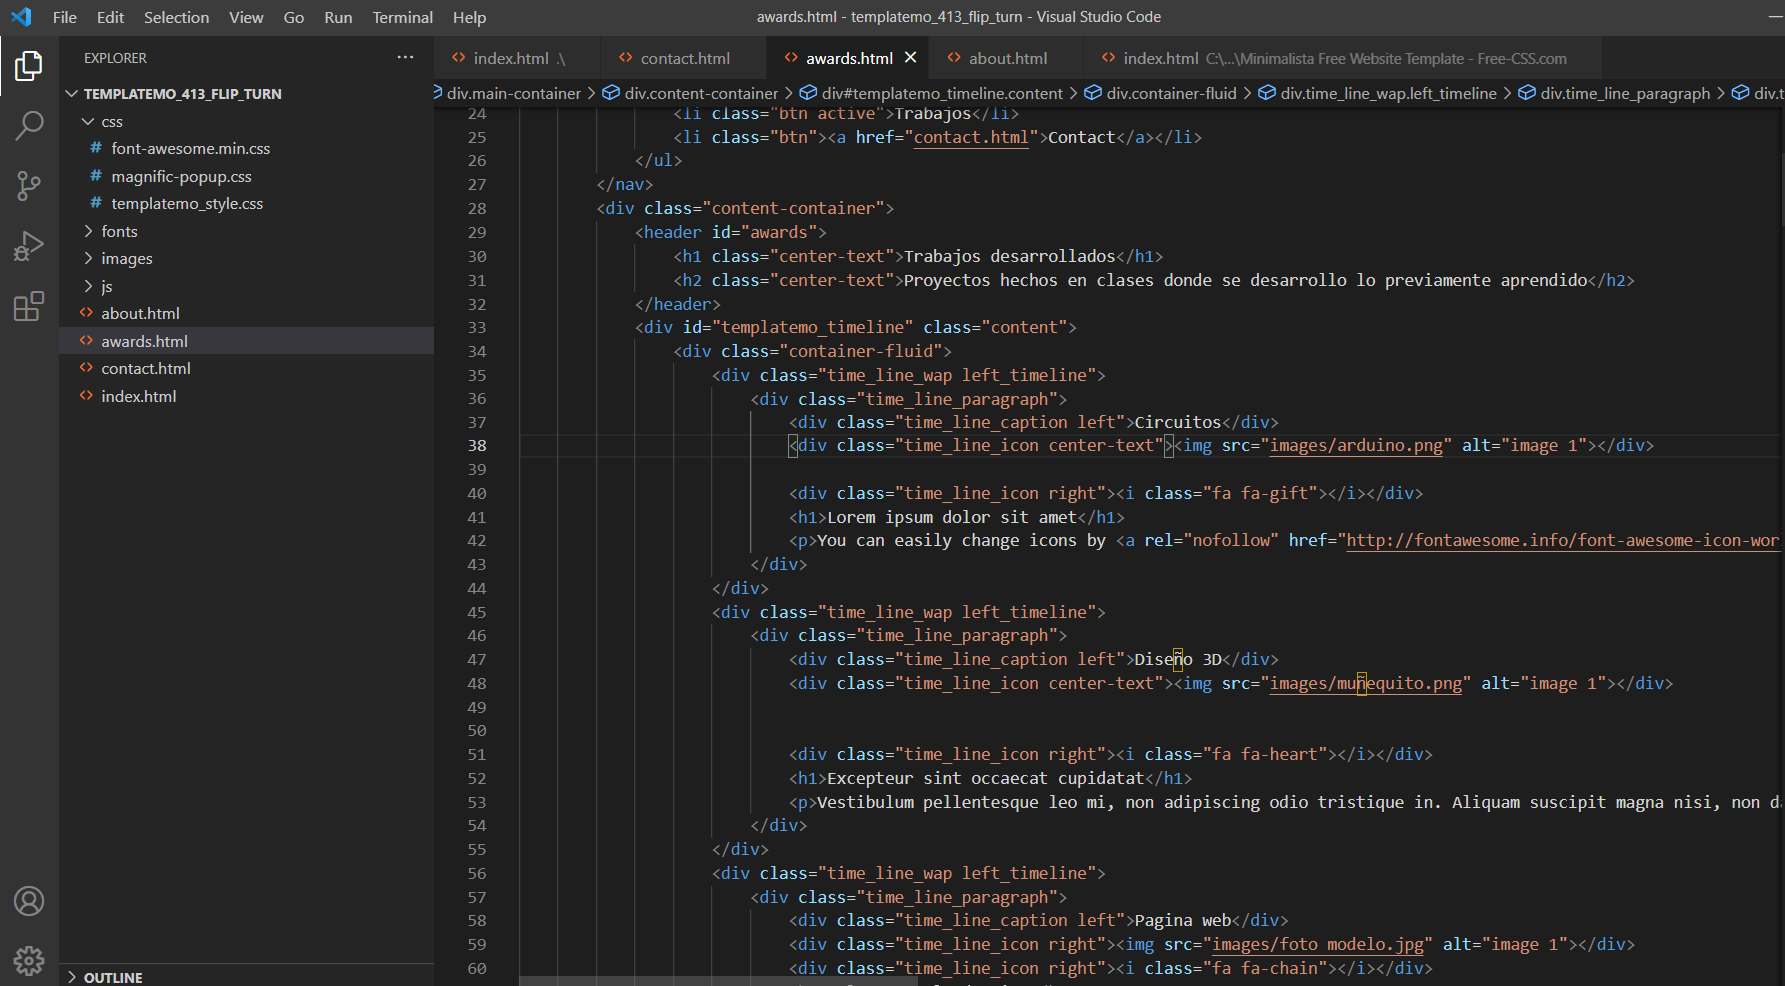 File Edit Selection View Go Run Terminal Help
awards.html - templatemo_413_flip_turn - Visual Studio Code
EXPLORER
TEMPLATEMO_413_FLIP_TURN
css
# font-awesome.min.css
# magnific-popup.css
# templatemo_style.css
fonts
images
js
<> about.html
<> awards.html
<> contact.html
<> index.html
OUTLINE
<> index.html .\ <> contact.html <> awards.html × <> about.html <> index.html C:\...\Minimalista Free Website Template - Free-CSS.com
div.main-container > div.content-container > div#templatemo_timeline.content > div.container-fluid > div.time_line_wap.left_timeline > div.time_line_paragraph > div.t
24 <li class="btn active">Trabajos</li>
25 <li class="btn"><a href="contact.html">Contact</a></li>
26 </ul>
27 </nav>
28 <div class="content-container">
29 <header id="awards">
30 <h1 class="center-text">Trabajos desarrollados</h1>
31 <h2 class="center-text">Proyectos hechos en clases donde se desarrollo lo previamente aprendido</h2>
32 </header>
33 <div id="templatemo_timeline" class="content">
34 <div class="container-fluid">
35 <div class="time_line_wap left_timeline">
36 <div class="time_line_paragraph">
37 <div class="time_line_caption left">Circuitos</div>
38 <div class="time_line_icon center-text"><img src="images/arduino.png" alt="image 1"></div>
39
40 <div class="time_line_icon right"><i class="fa fa-gift"></i></div>
41 <h1>Lorem ipsum dolor sit amet</h1>
42 <p>You can easily change icons by <a rel="nofollow" href="http://fontawesome.info/font-awesome-icon-wor
43 </div>
44 </div>
45 <div class="time_line_wap left_timeline">
46 <div class="time_line_paragraph">
47 <div class="time_line_caption left">Diseño 3D</div>
48 <div class="time_line_icon center-text"><img src="images/muñequito.png" alt="image 1"></div>
49
50
51 <div class="time_line_icon right"><i class="fa fa-heart"></i></div>
52 <h1>Excepteur sint occaecat cupidatat</h1>
53 <p>Vestibulum pellentesque leo mi, non adipiscing odio tristique in. Aliquam suscipit magna nisi, non d
54 </div>
55 </div>
56 <div class="time_line_wap left_timeline">
57 <div class="time_line_paragraph">
58 <div class="time_line_caption left">Pagina web</div>
59 <div class="time_line_icon right"><img src="images/foto modelo.jpg" alt="image 1"></div>
60 <div class="time_line_icon right"><i class="fa fa-chain"></i></div>